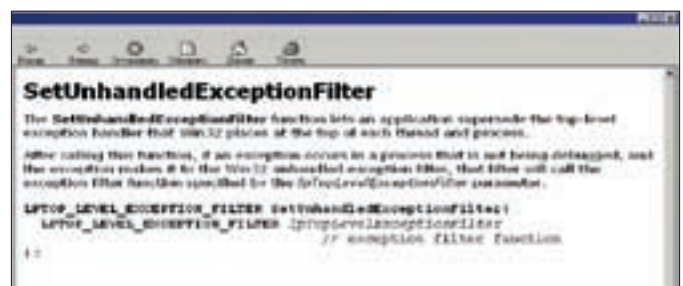 SetUnhandledExceptionFilter
The SetUnhandledExceptionFilter function lets an application supersede the top-level
exception handler that Win32 places at the top of each thread and process.
After calling this function, if an exception occurs in a process that is not being debugged, and
the exception makes it to the Win32 unhandled exception filter, that filter will call the
exception filter function specified by the lpTopLevelExceptionFilter parameter.
LPTOP_LEVEL_EXCEPTION_FILTER SetUnhandledExceptionFilter(
LPTOP_LEVEL_EXCEPTION_FILTER lpTopLevelExceptionFilter
// exception filter function
);